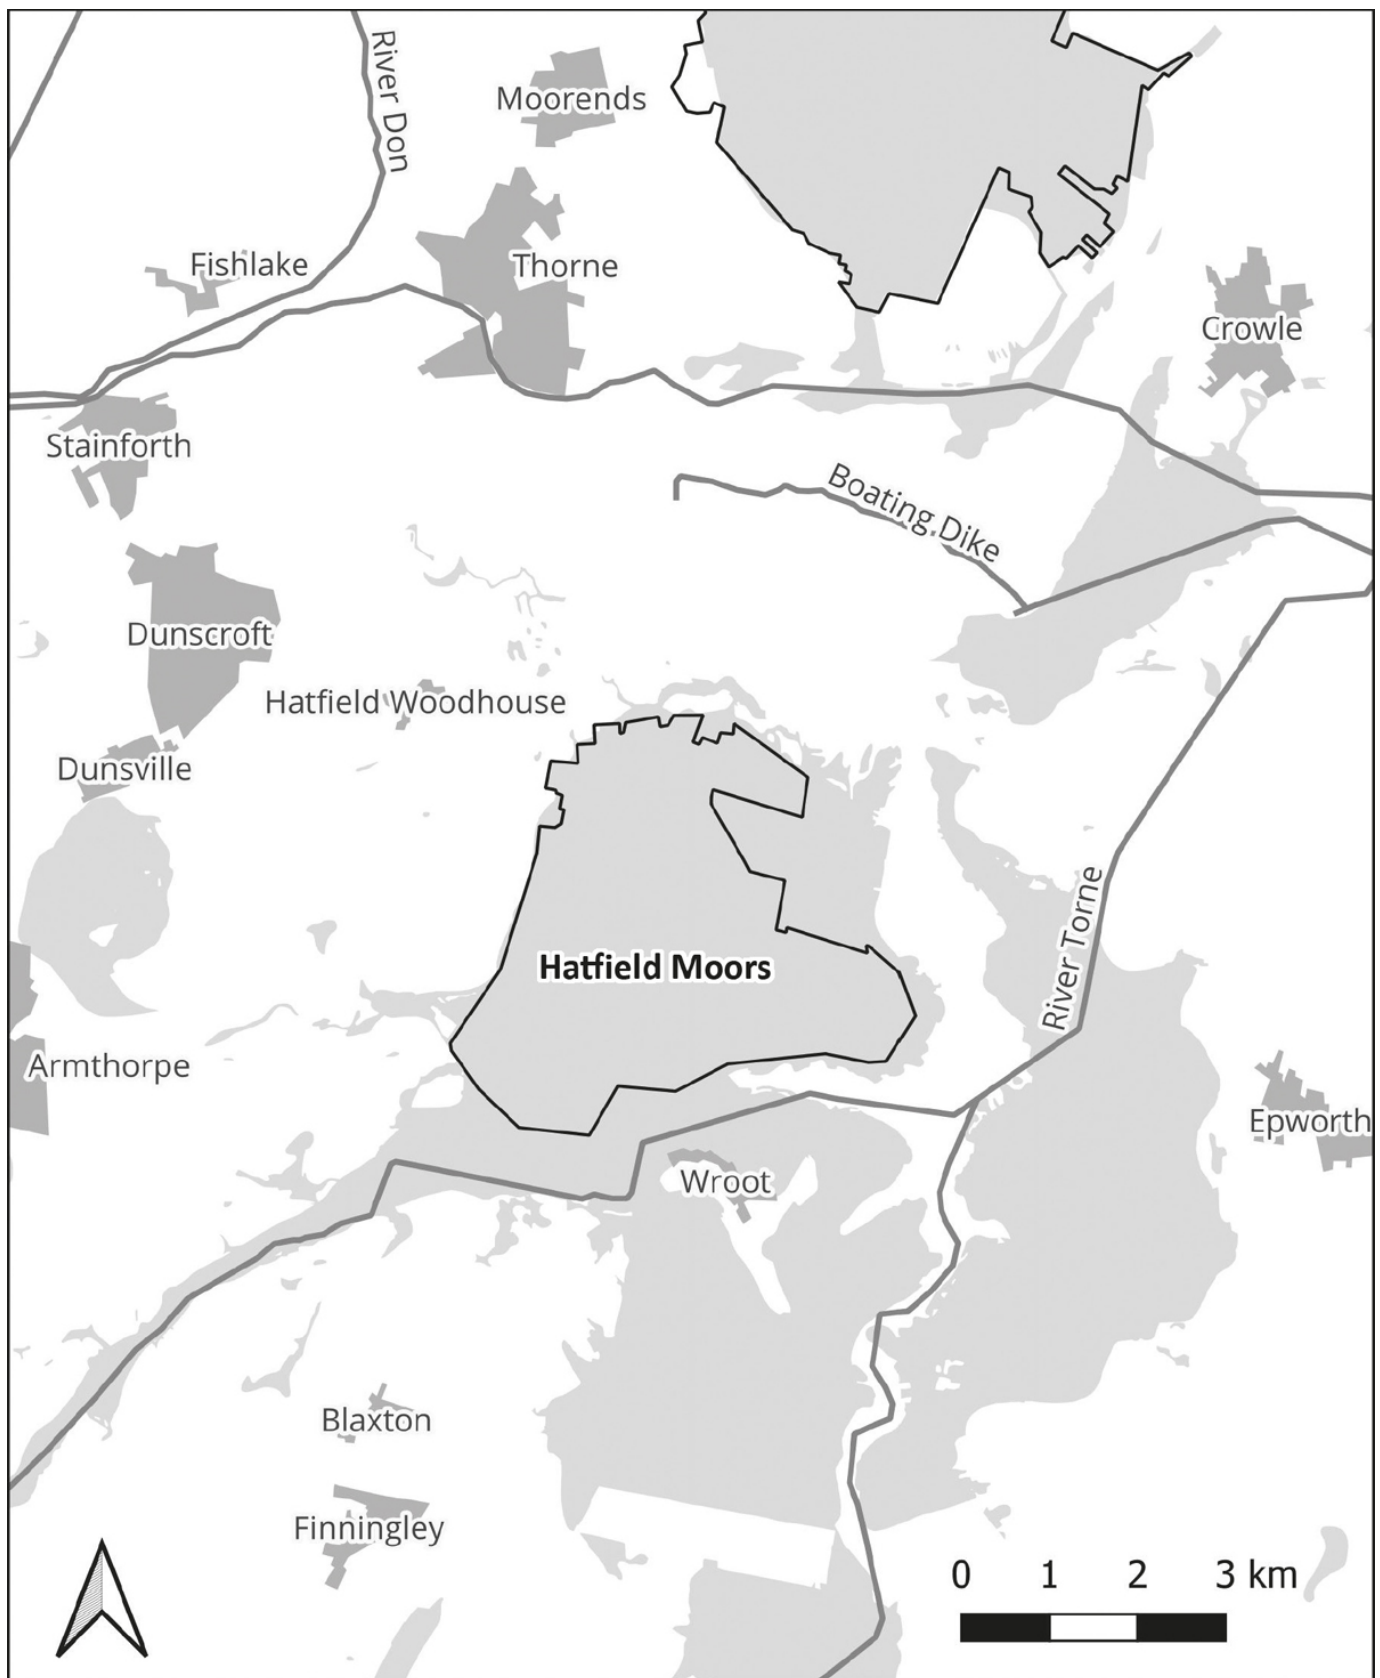 River Don
Moorends
Fishlake
Thorne
Crowle
Stainforth
Boating Dike
Dunscroft
Hatfield Woodhouse
Dunsville
River Torne
Hatfield Moors
Armthorpe
Epworth
Wroot
Blaxton
Finningley
0 1 2 3 km